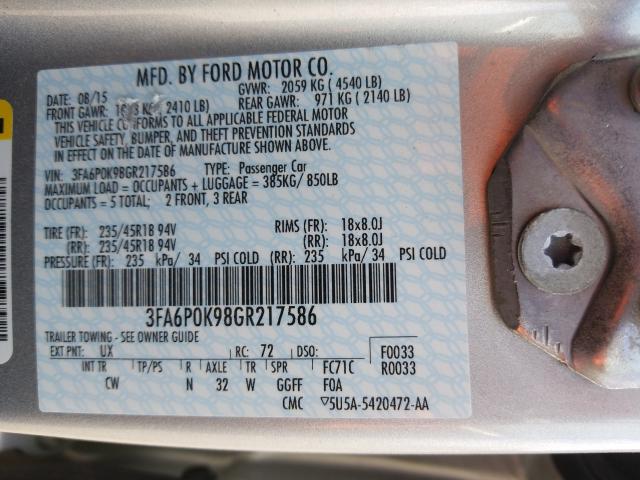 MFD. BY FORD MOTOR CO.
DATE: 08/15 GVWR: 2059 KG ( 4540 LB)
FRONT GAWR: KG ( 2410 LB) REAR GAWR: 971 KG ( 2140 LB)
THIS VEHICLE CONFORMS TO ALL APPLICABLE FEDERAL MOTOR
VEHICLE SAFETY, BUMPER, AND THEFT PREVENTION STANDARDS
IN EFFECT ON THE DATE OF MANUFACTURE SHOWN ABOVE.
VIN: 3FA6P0K98GR217586 TYPE: Passenger Car
MAXIMUM LOAD = OCCUPANTS + LUGGAGE = 385KG/ 850LB
OCCUPANTS = 5 TOTAL; 2 FRONT, 3 REAR
TIRE (FR): 235/45R18 94V RIMS (FR): 18x8.0J
(RR): 235/45R18 94V (RR): 18x8.0J
PRESSURE (FR): 235 kPa/ 34 PSI COLD (RR): 235 kPa/ 34 PSI COLD
3FA6P0K98GR217586
TRAILER TOWING - SEE OWNER GUIDE
EXT PNT: UX RC: 72 DSO: F0033
INT TR TP/PS R AXLE TR SPR FC71C R0033
CW N 32 W GGFF F0A
CMC ▽5U5A-5420472-AA